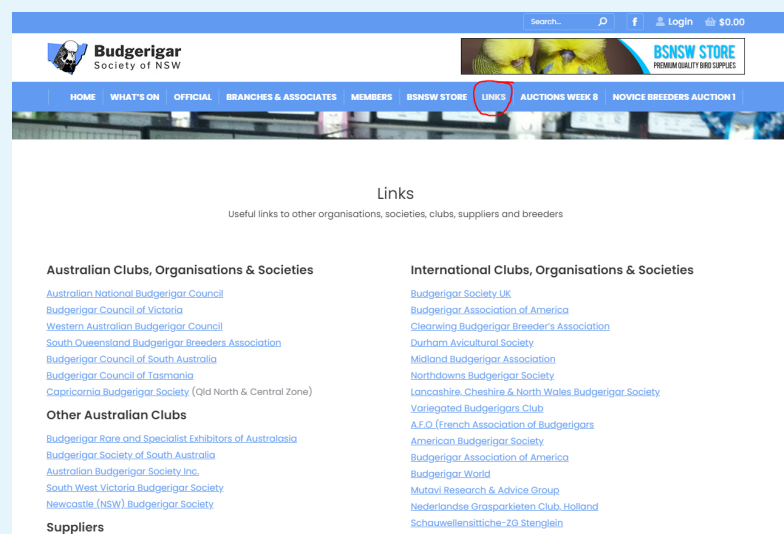 Search...
f
Login
$0.00
Budgerigar
Society of NSW
BSNSW STORE
PREMIUM QUALITY BIRD SUPPLIES
HOME WHAT'S ON OFFICIAL BRANCHES & ASSOCIATES MEMBERS BSNSW STORE LINKS AUCTIONS WEEK 8 NOVICE BREEDERS AUCTION 1
Links
Useful links to other organisations, societies, clubs, suppliers and breeders
Australian Clubs, Organisations & Societies
Australian National Budgerigar Council
Budgerigar Council of Victoria
Western Australian Budgerigar Council
South Queensland Budgerigar Breeders Association
Budgerigar Council of South Australia
Budgerigar Council of Tasmania
Capricornia Budgerigar Society (Qld North & Central Zone)
Other Australian Clubs
Budgerigar Rare and Specialist Exhibitors of Australasia
Budgerigar Society of South Australia
Australian Budgerigar Society Inc.
South West Victoria Budgerigar Society
Newcastle (NSW) Budgerigar Society
Suppliers
International Clubs, Organisations & Societies
Budgerigar Society UK
Budgerigar Association of America
Clearwing Budgerigar Breeder's Association
Durham Avicultural Society
Midland Budgerigar Association
Northdowns Budgerigar Society
Lancashire, Cheshire & North Wales Budgerigar Society
Variegated Budgerigars Club
A.F.O (French Association of Budgerigars
American Budgerigar Society
Budgerigar Association of America
Budgerigar World
Mutavi Research & Advice Group
Nederlandse Grasparkieten Club, Holland
Schauwellensittiche-ZG Stenglein